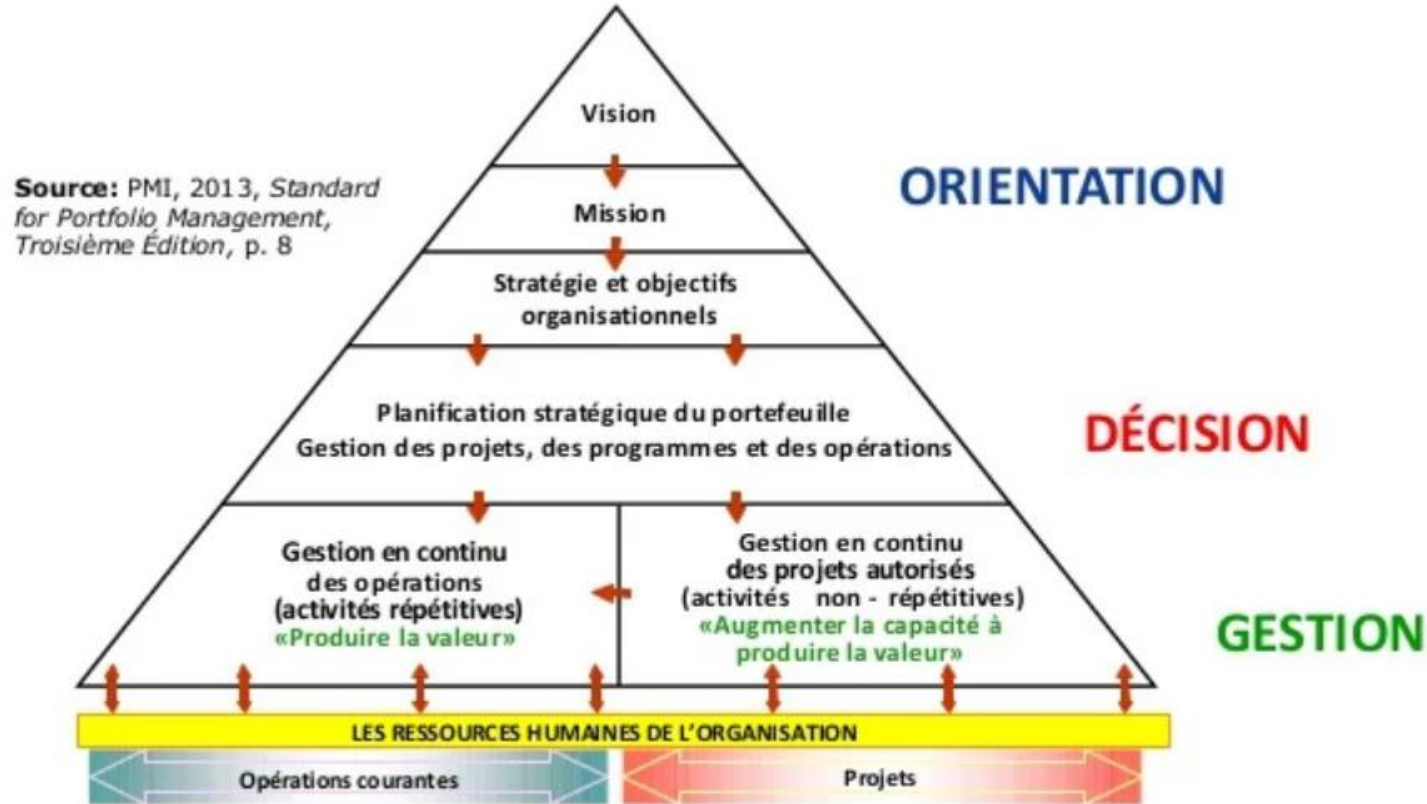 Vision
Source: PMI, 2013, Standard
for Portfolio Management,
Troisième Édition, p. 8
ORIENTATION
Mission
Stratégie et objectifs
organisationnels
Planification stratégique du portefeuille
Gestion des projets, des programmes et des opérations
DÉCISION
Gestion en continu
des opérations
(activités répétitives)
«Produire la valeur»
Gestion en continu
des projets autorisés
(activités non - répétitives)
«Augmenter la capacité à
produire la valeur»
GESTION
LES RESSOURCES HUMAINES DE L'ORGANISATION
Opérations courantes
Projets